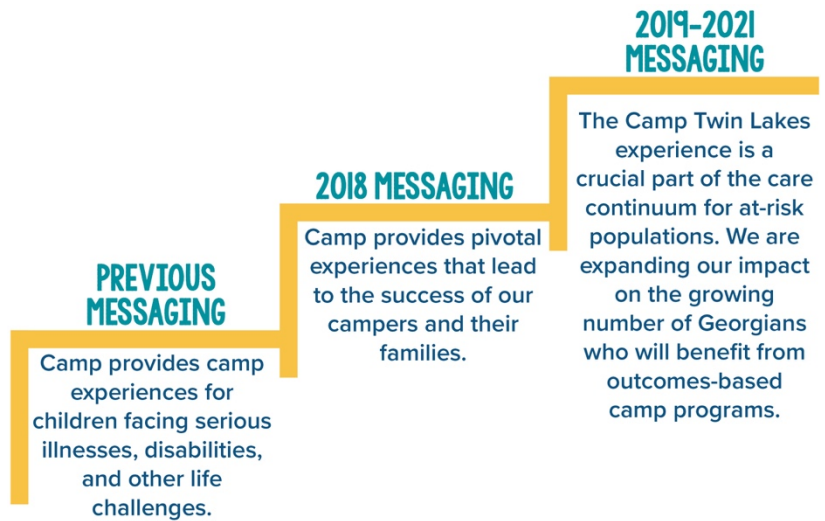 PREVIOUS
MESSAGING
Camp provides camp
experiences for
children facing serious
illnesses, disabilities,
and other life
challenges.
2018 MESSAGING
Camp provides pivotal
experiences that lead
to the success of our
campers and their
families.
2019-2021
MESSAGING
The Camp Twin Lakes
experience is a
crucial part of the care
continuum for at-risk
populations. We are
expanding our impact
on the growing
number of Georgians
who will benefit from
outcomes-based
camp programs.